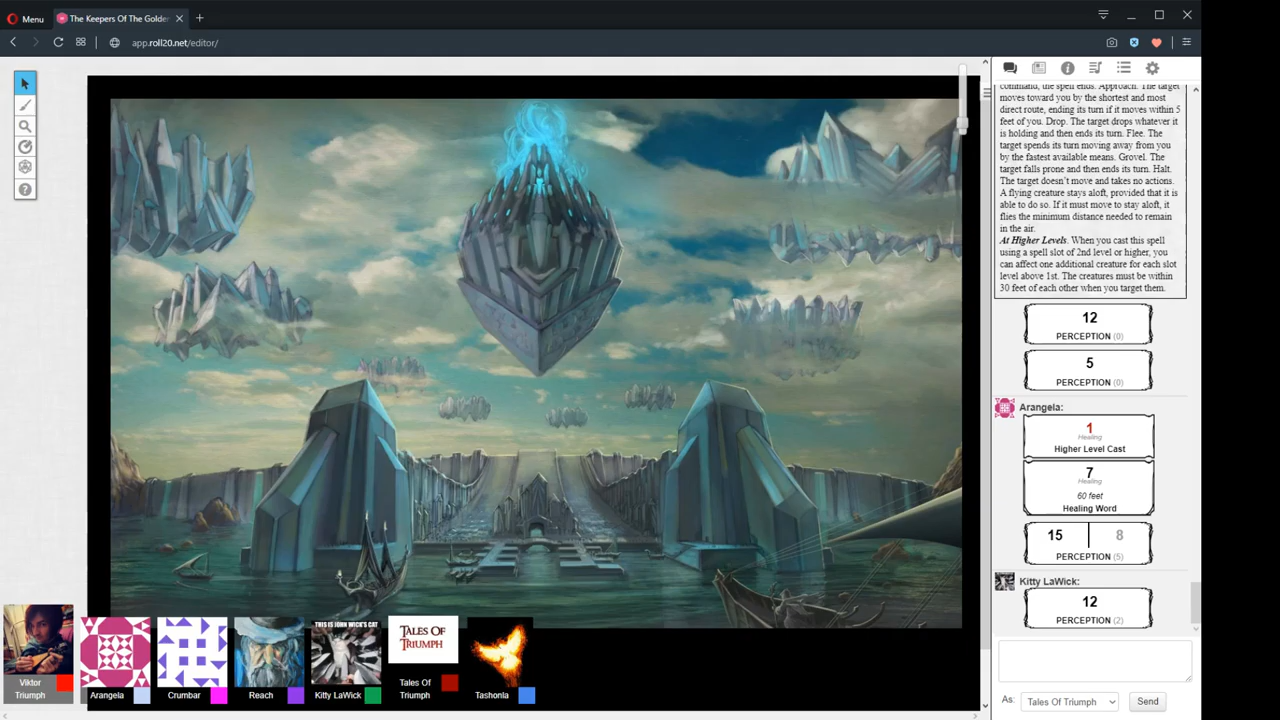 Menu
The Keepers Of The Golden
app.roll20.net/editor/
command, the spell ends. Approach. The target
moves toward you by the shortest and most
direct route, ending its turn if it moves within 5
feet of you. Drop. The target drops whatever it
is holding and then ends its turn. Flee. The
target spends its turn moving away from you
by the fastest available means. Grovel. The
target falls prone and then ends its turn. Halt.
The target doesn't move and takes no actions.
A flying creature stays aloft, provided that it is
able to do so. If it must move to stay aloft, it
flies the minimum distance needed to remain
in the air.
At Higher Levels. When you cast this spell
using a spell slot of 2nd level or higher, you
can affect one additional creature for each slot
level above 1st. The creatures must be within
30 feet of each other when you target them.
12
PERCEPTION (0)
5
PERCEPTION (0)
Arangela:
1
Healing
Higher Level Cast
7
Healing
60 feet
Healing Word
15 8
PERCEPTION (5)
Kitty LaWick:
12
PERCEPTION (2)
As: Tales Of Triumph Send
THIS IS JOHN WICK'S CAT
TALES OF
TRIUMPH
Viktor
Triumph
Arangela
Crumbar
Reach
Kitty LaWick
Tales Of
Triumph
Tashonla